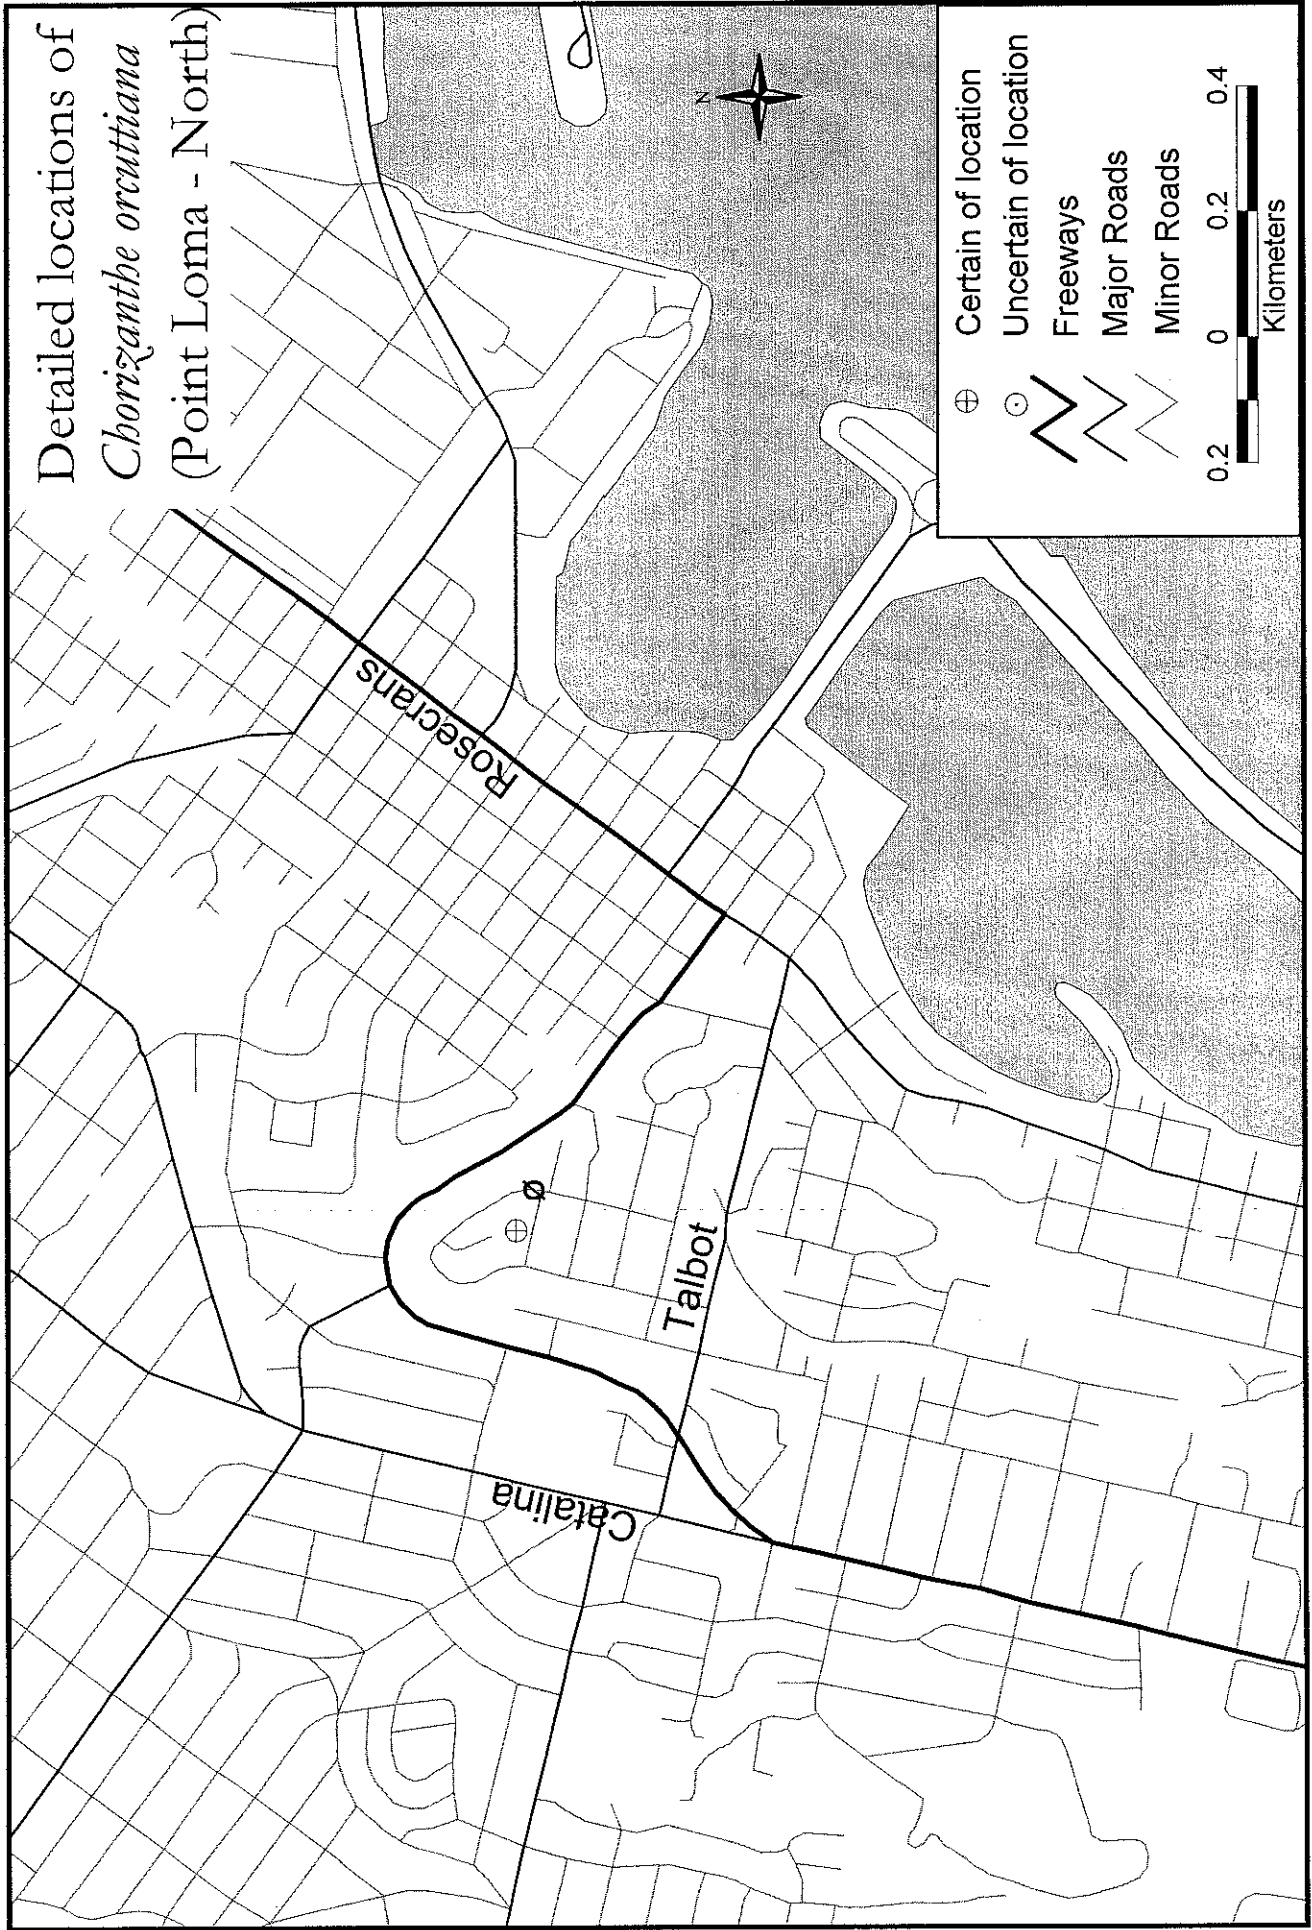 Detailed locations of
Chorizanthe orcuttiana
(Point Loma - North)
Rosecrans
Catalina
Talbot
ø
N
Certain of location
Uncertain of location
Freeways
Major Roads
Minor Roads
0.2 0 0.2 0.4
Kilometers